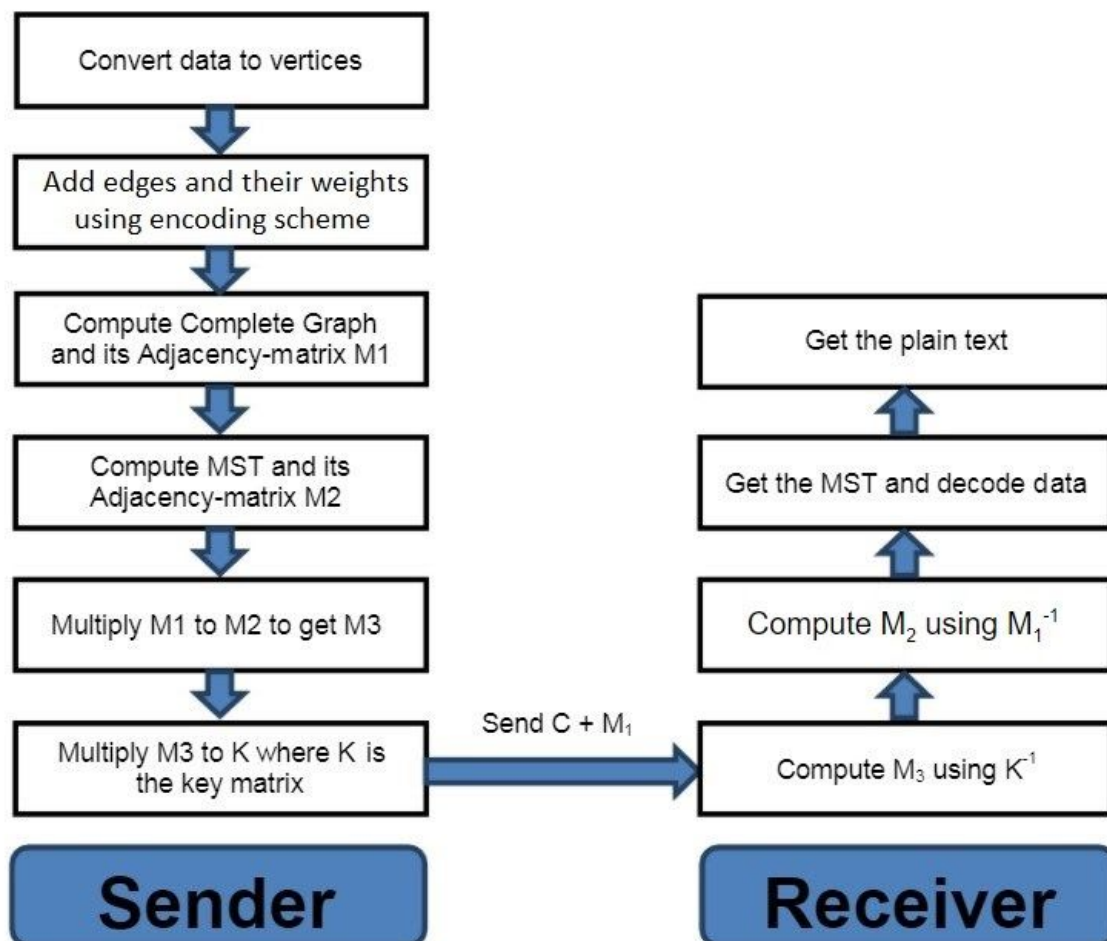 Convert data to vertices
Add edges and their weights
using encoding scheme
Compute Complete Graph
and its Adjacency-matrix M1
Compute MST and its
Adjacency-matrix M2
Multiply M1 to M2 to get M3
Multiply M3 to K where K is
the key matrix
Sender
Send C + M₁
Get the plain text
Get the MST and decode data
Compute M₂ using M₁⁻¹
Compute M₃ using K⁻¹
Receiver